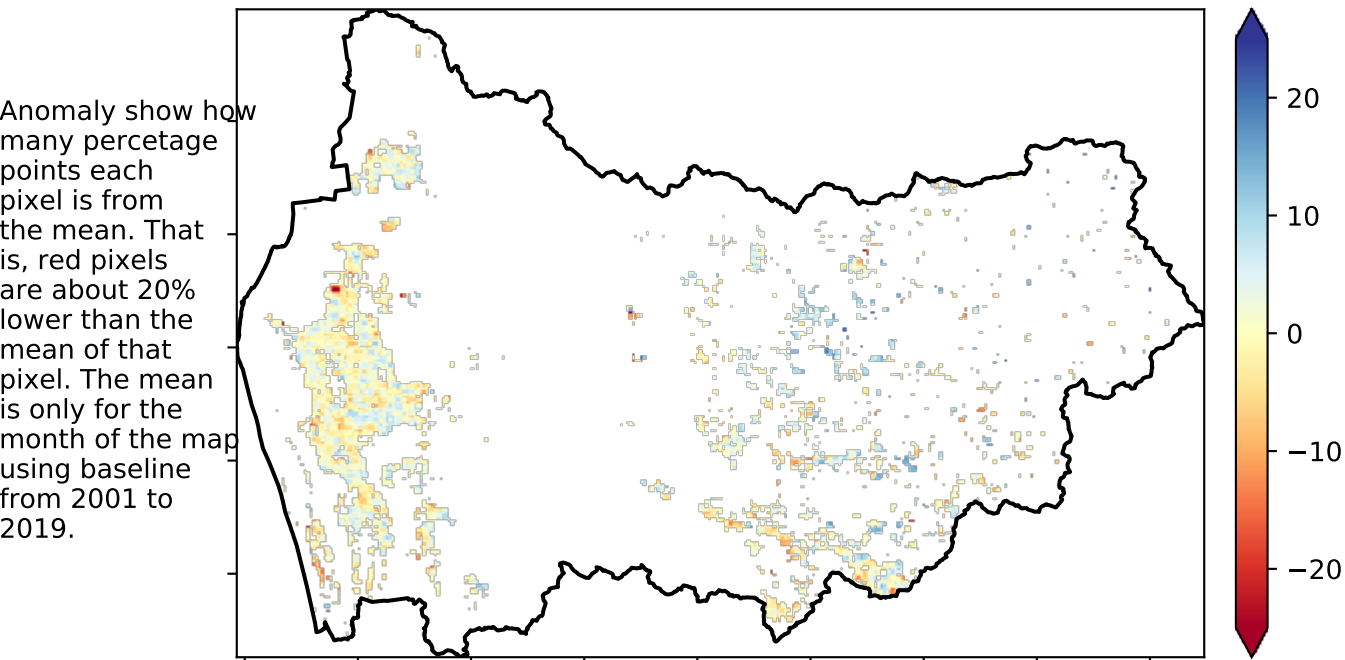 Anomaly show how
many percetage
points each
pixel is from
the mean. That
is, red pixels
are about 20%
lower than the
mean of that
pixel. The mean
is only for the
month of the map
using baseline
from 2001 to
2019.
20
10
0
−10
−20